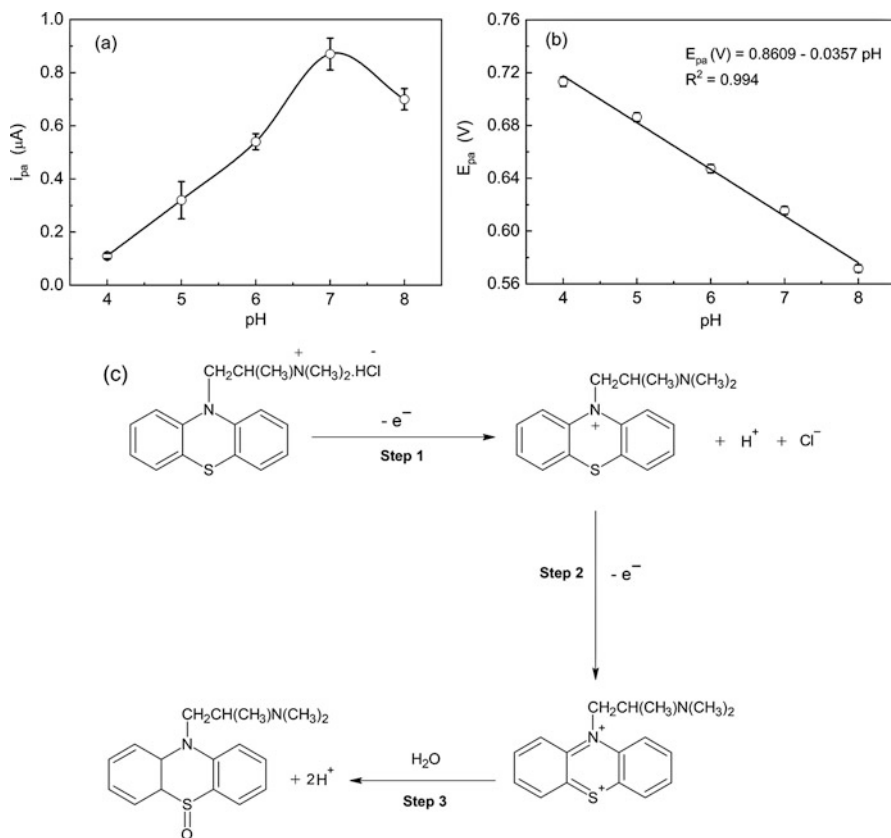 (a)
1.0
0.8
0.6
0.4
0.2
0.0
i pa (μA)
4 5 6 7 8
pH
(b)
E pa (V) = 0.8609 - 0.0357 pH
R² = 0.994
0.76
0.72
0.68
0.64
0.60
0.56
E pa (V)
4 5 6 7 8
pH
(c)
CH₂CH(CH₃)N⁺(CH₃)₂.HCl⁻
N
S
- e⁻
Step 1
CH₂CH(CH₃)N(CH₃)₂
N
+
S
+ H⁺ + Cl⁻
Step 2
- e⁻
CH₂CH(CH₃)N(CH₃)₂
N⁺
S⁺
H₂O
Step 3
CH₂CH(CH₃)N(CH₃)₂
N
S
O
+ 2H⁺